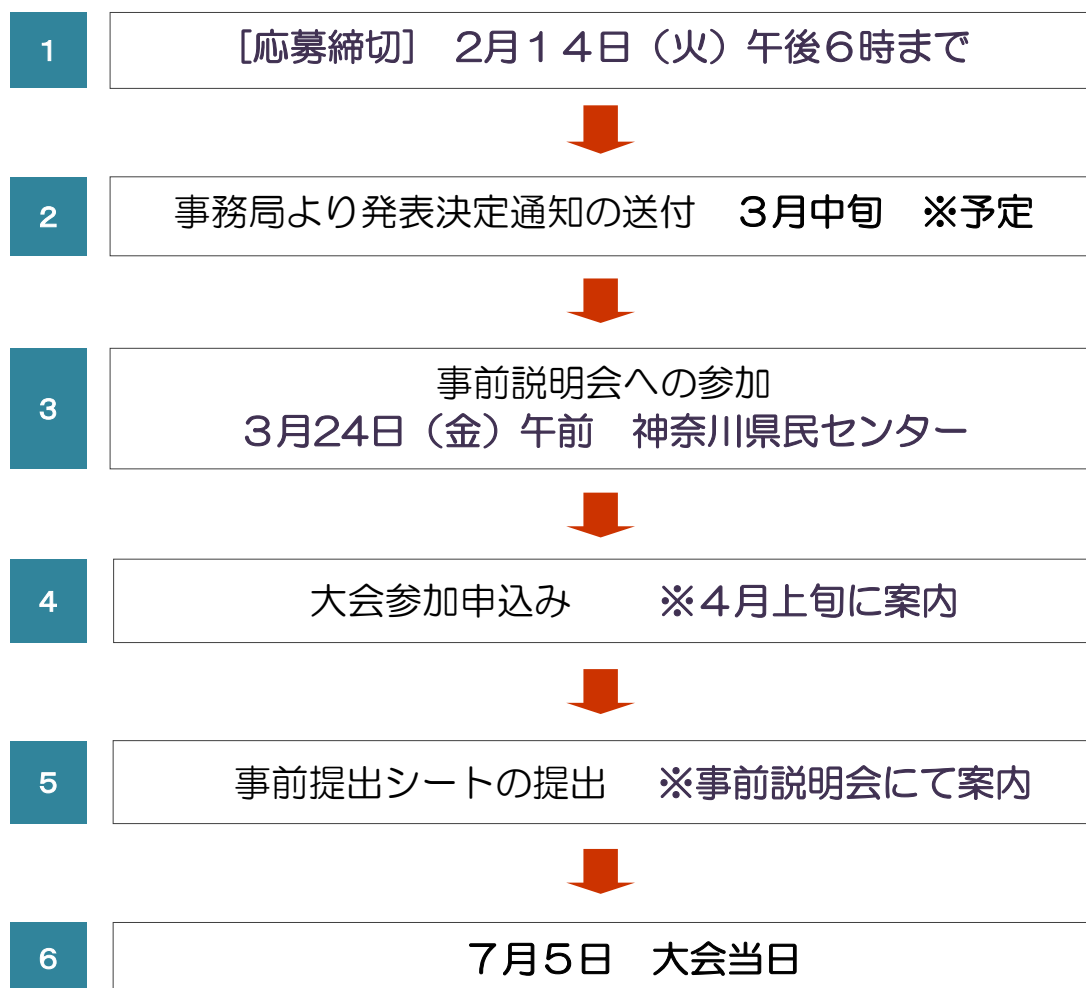 1
[応募締切]　2月１４日（火）午後６時まで
2
事務局より発表決定通知の送付　３月中旬　※予定
3
事前説明会への参加
３月24日（金）午前　神奈川県民センター
4
大会参加申込み　　※４月上旬に案内
5
事前提出シートの提出　※事前説明会にて案内
6
７月５日　大会当日